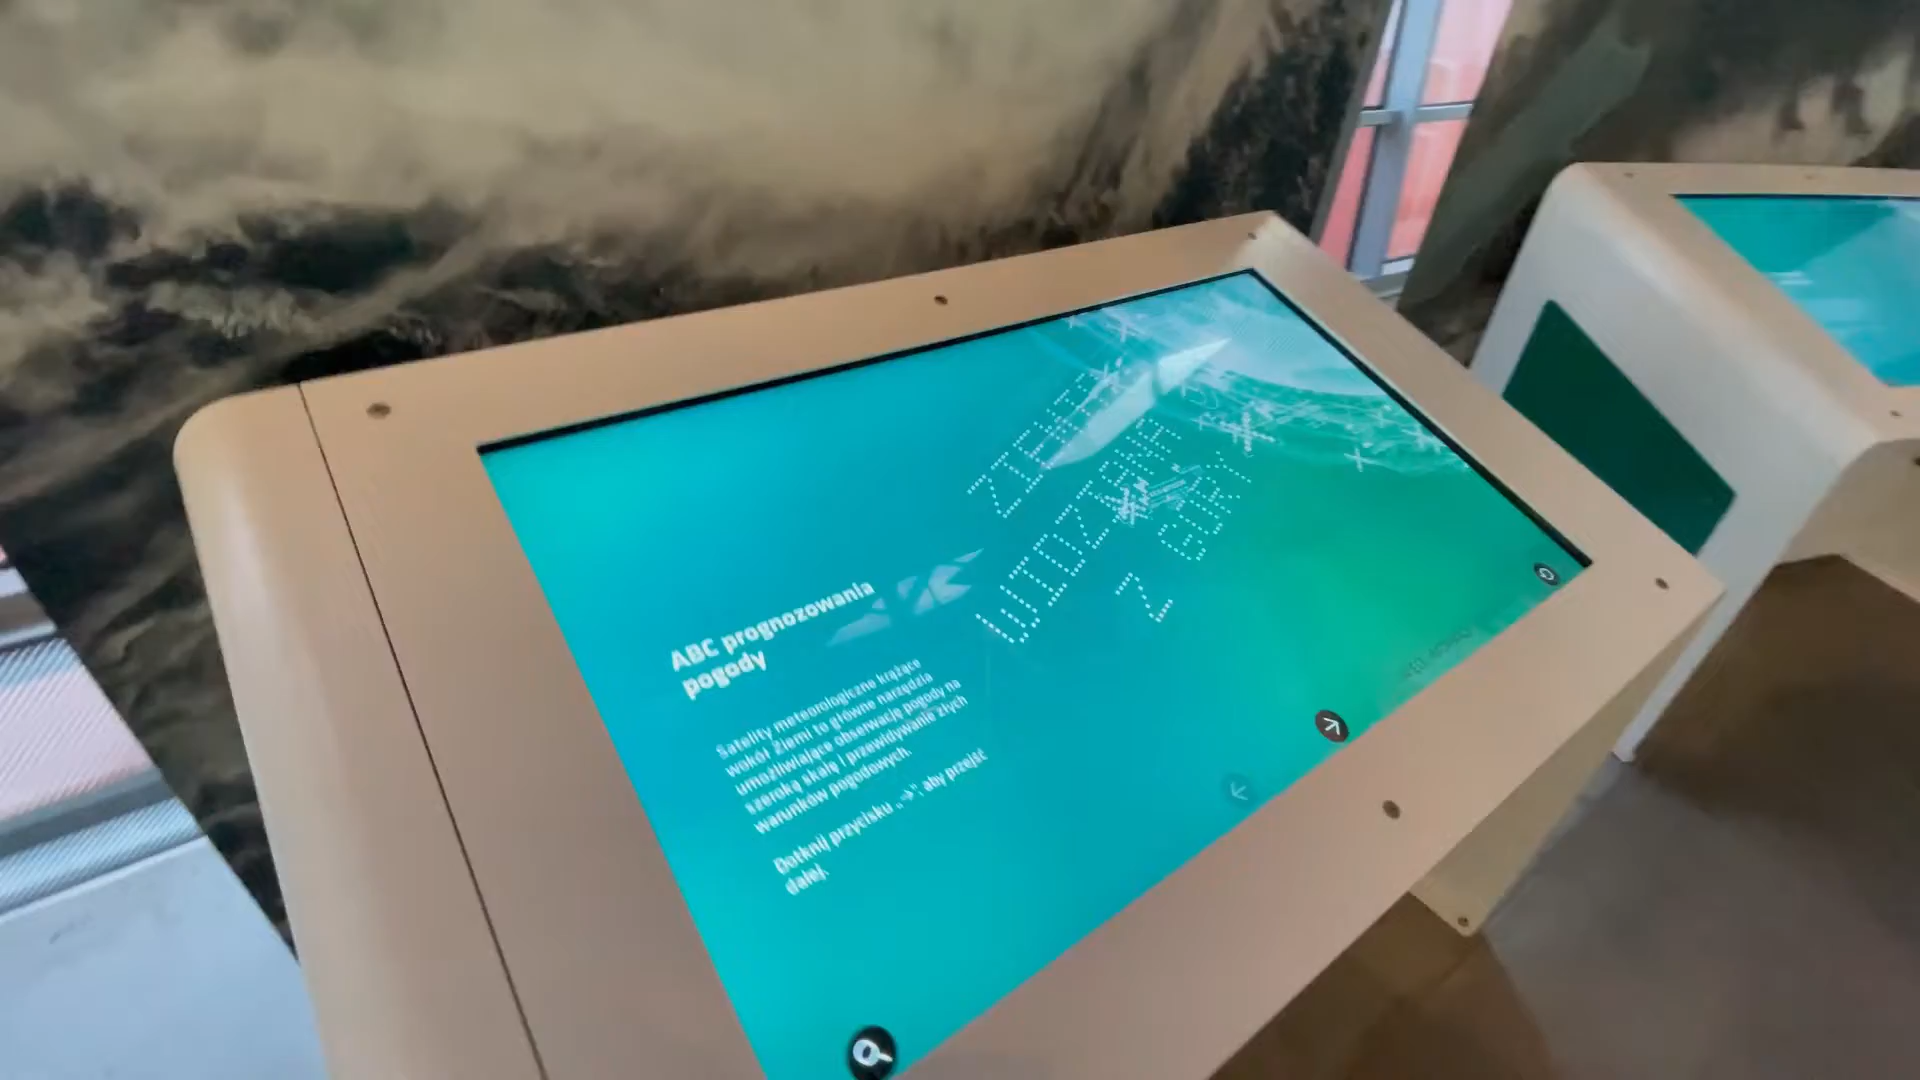 ABC prognozowania
pogody
Satelity meteorologiczne krążące
wokół Ziemi to główne narzędzia
umożliwiające obserwację pogody na
szeroką skalę i przewidywanie złych
warunków pogodowych.
Dotknij przycisku „→”, aby przejść
dalej.
ZIEMIA
WIDZIANA
Z GÓRY